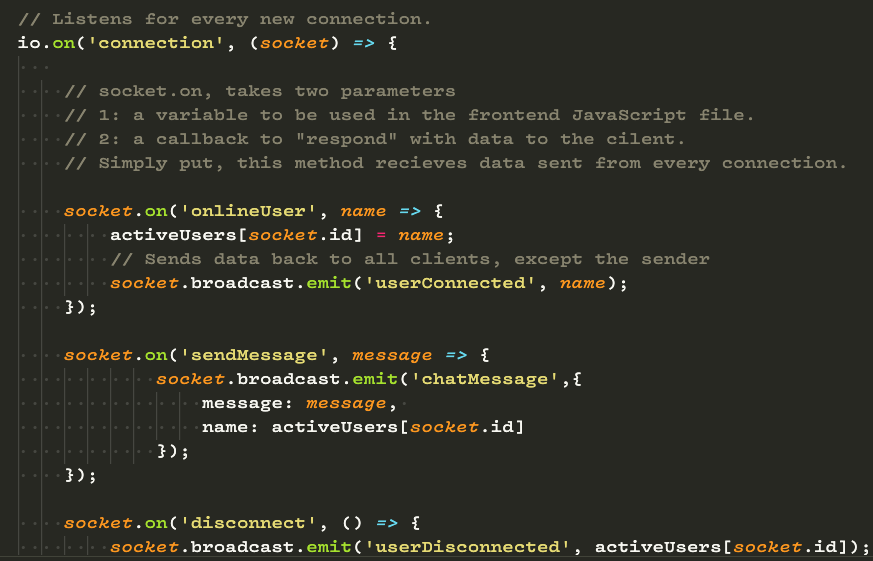 // Listens for every new connection.
io.on('connection', (socket) => {
// socket.on, takes two parameters
// 1: a variable to be used in the frontend JavaScript file.
// 2: a callback to "respond" with data to the cilent.
// Simply put, this method recieves data sent from every connection.
socket.on('onlineUser', name => {
activeUsers[socket.id] = name;
// Sends data back to all clients, except the sender
socket.broadcast.emit('userConnected', name);
});
socket.on('sendMessage', message => {
socket.broadcast.emit('chatMessage',{
message: message,
name: activeUsers[socket.id]
});
});
socket.on('disconnect', () => {
socket.broadcast.emit('userDisconnected', activeUsers[socket.id]);